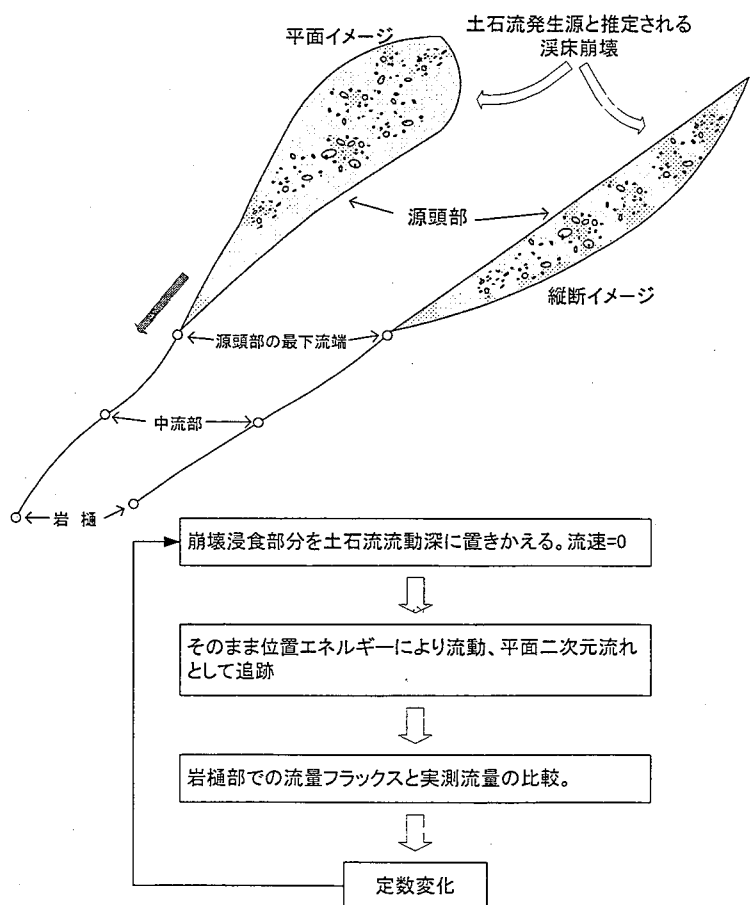 平面イメージ
土石流発生源と推定される
渓床崩壊
源頭部
縦断イメージ
源頭部の最下流端
中流部
岩樋
崩壊浸食部分を土石流流動深に置きかえる。流速=0
そのまま位置エネルギーにより流動、平面二次元流れ
として追跡
岩樋部での流量フラックスと実測流量の比較。
定数変化